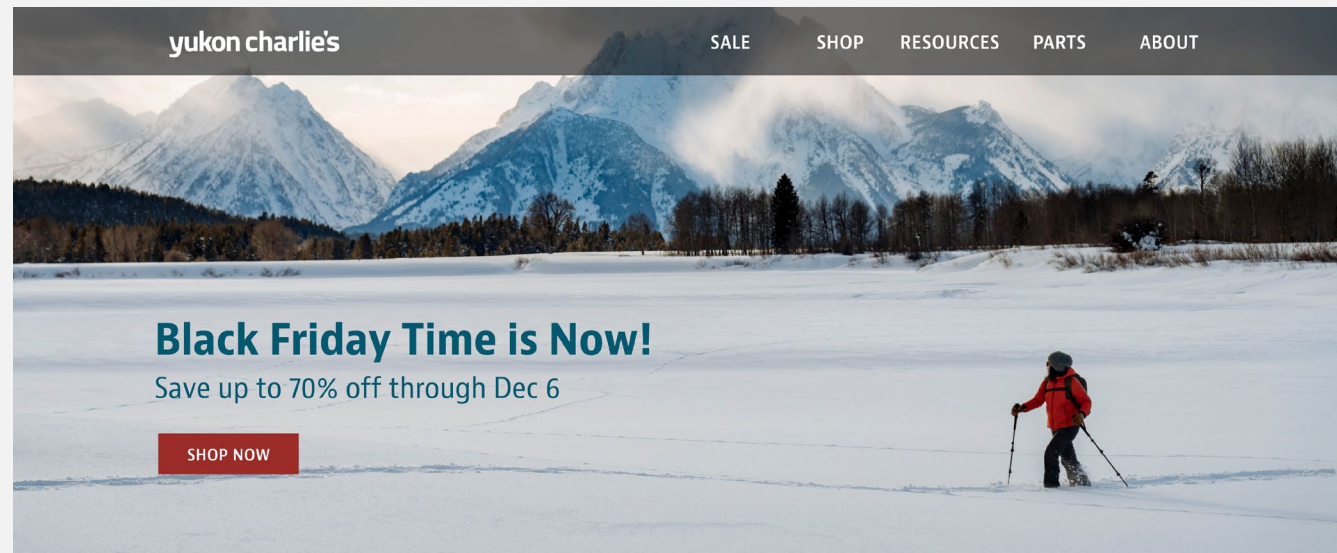 yukon charlie's
SALE SHOP RESOURCES PARTS ABOUT
Black Friday Time is Now!
Save up to 70% off through Dec 6
SHOP NOW